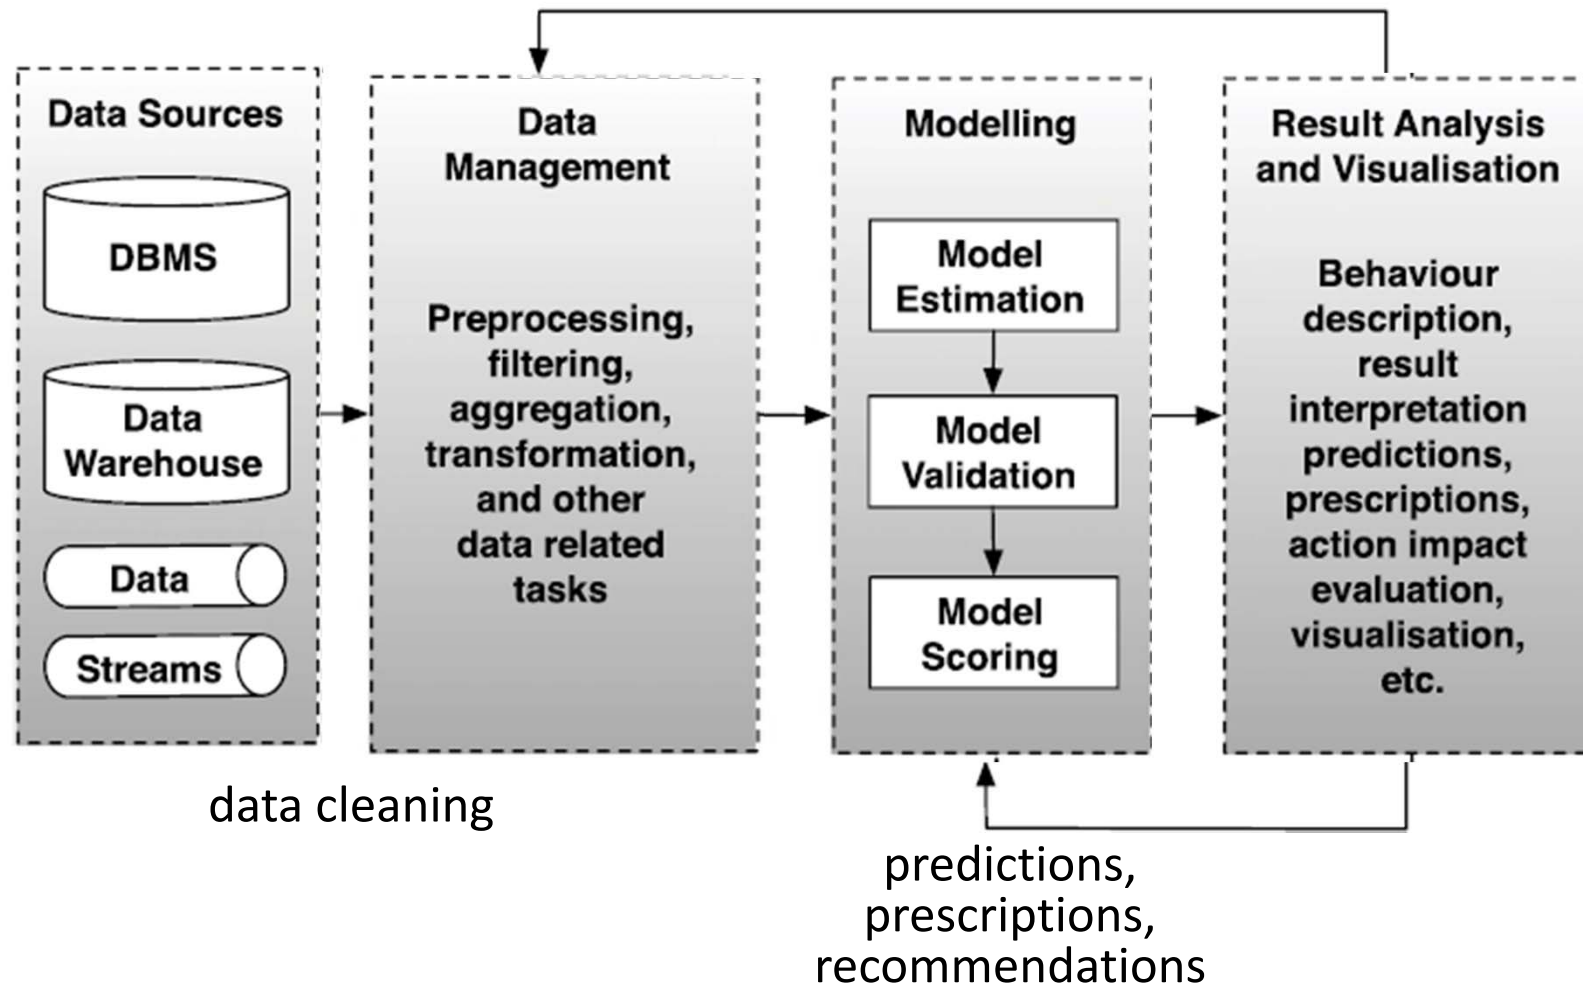 Data Sources
DBMS
Data
Warehouse
Data
Streams
Data
Management
Preprocessing,
filtering,
aggregation,
transformation,
and other
data related
tasks
Modelling
Model
Estimation
Model
Validation
Model
Scoring
Result Analysis
and Visualisation
Behaviour
description,
result
interpretation
predictions,
prescriptions,
action impact
evaluation,
visualisation,
etc.
data cleaning
predictions,
prescriptions,
recommendations